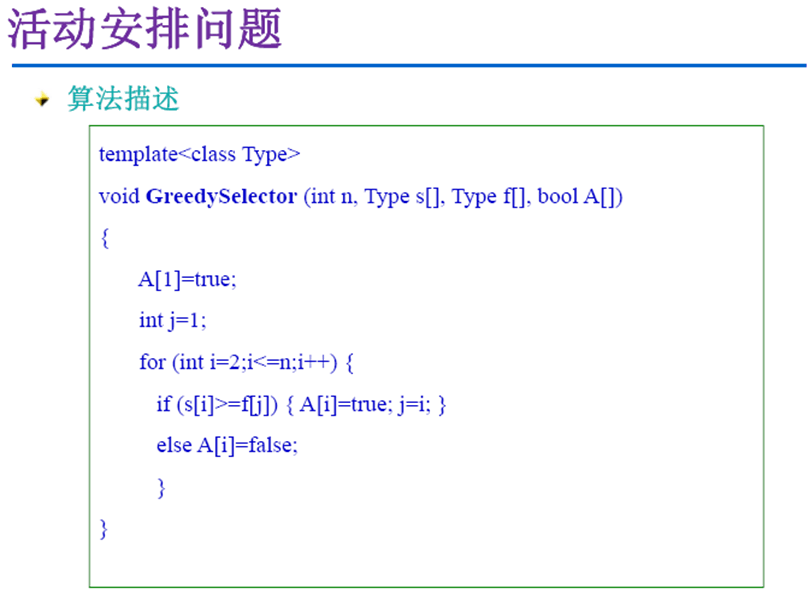 活动安排问题
算法描述
template<class Type>
void GreedySelector (int n, Type s[], Type f[], bool A[])
{
A[1]=true;
int j=1;
for (int i=2;i<=n;i++) {
if (s[i]>=f[j]) { A[i]=true; j=i; }
else A[i]=false;
}
}